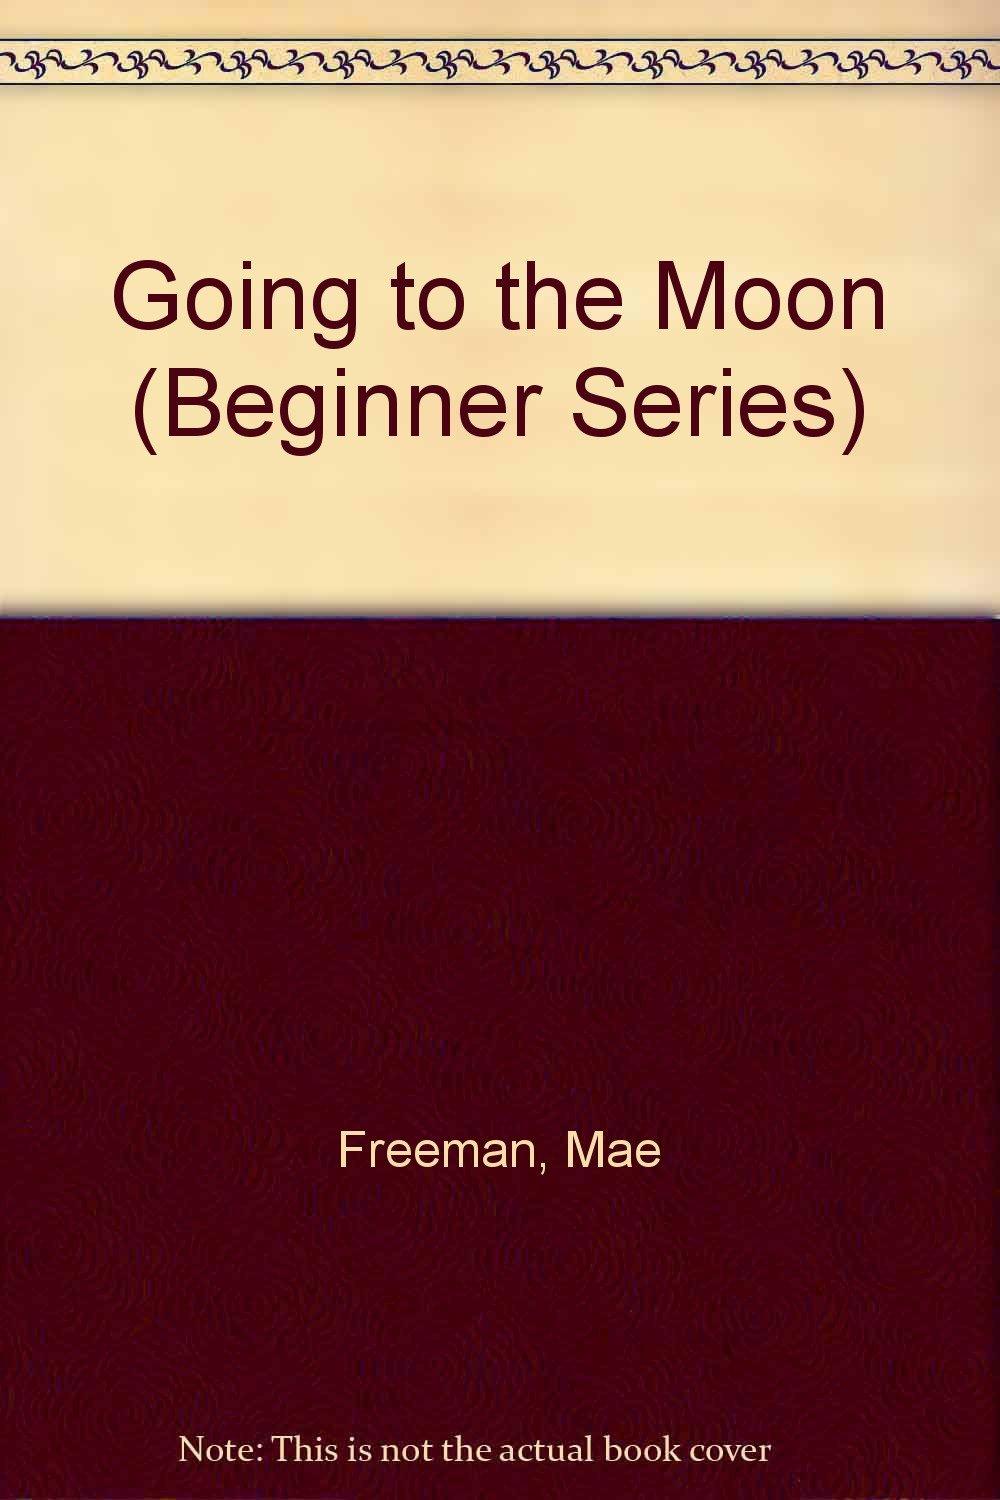 Going to the Moon
(Beginner Series)
Freeman, Mae
Note: This is not the actual book cover